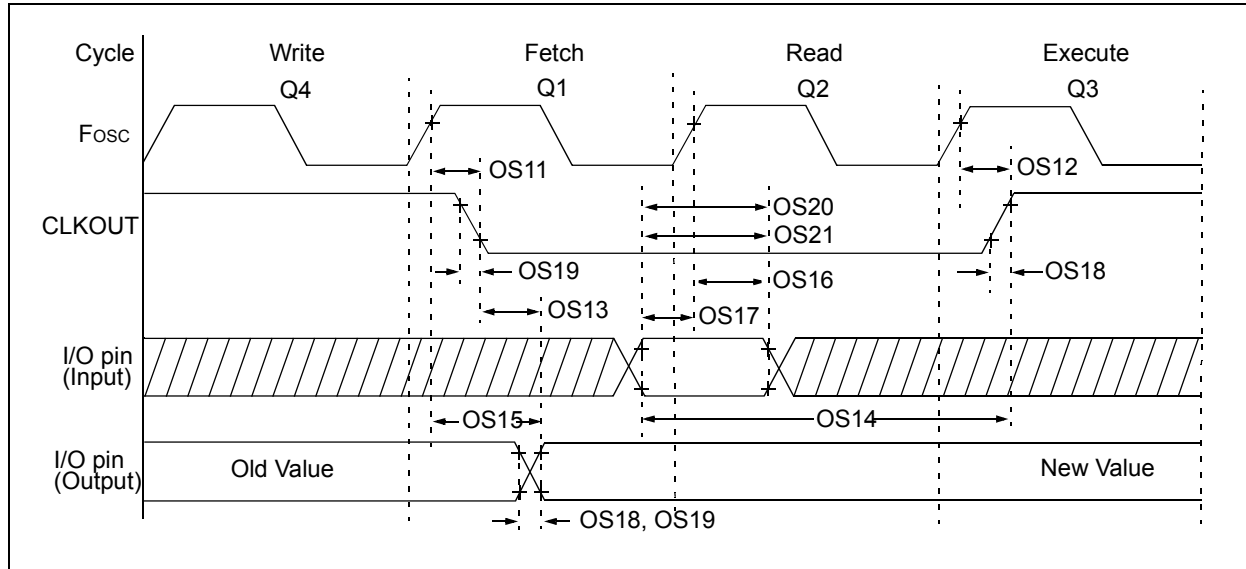 Cycle Write Fetch Read Execute
Q4 Q1 Q2 Q3
Fosc
OS11 OS12
CLKOUT
OS20
OS21
OS19 OS16 OS18
OS13 OS17
I/O pin
(Input)
OS15 OS14
I/O pin
(Output)
Old Value New Value
OS18, OS19